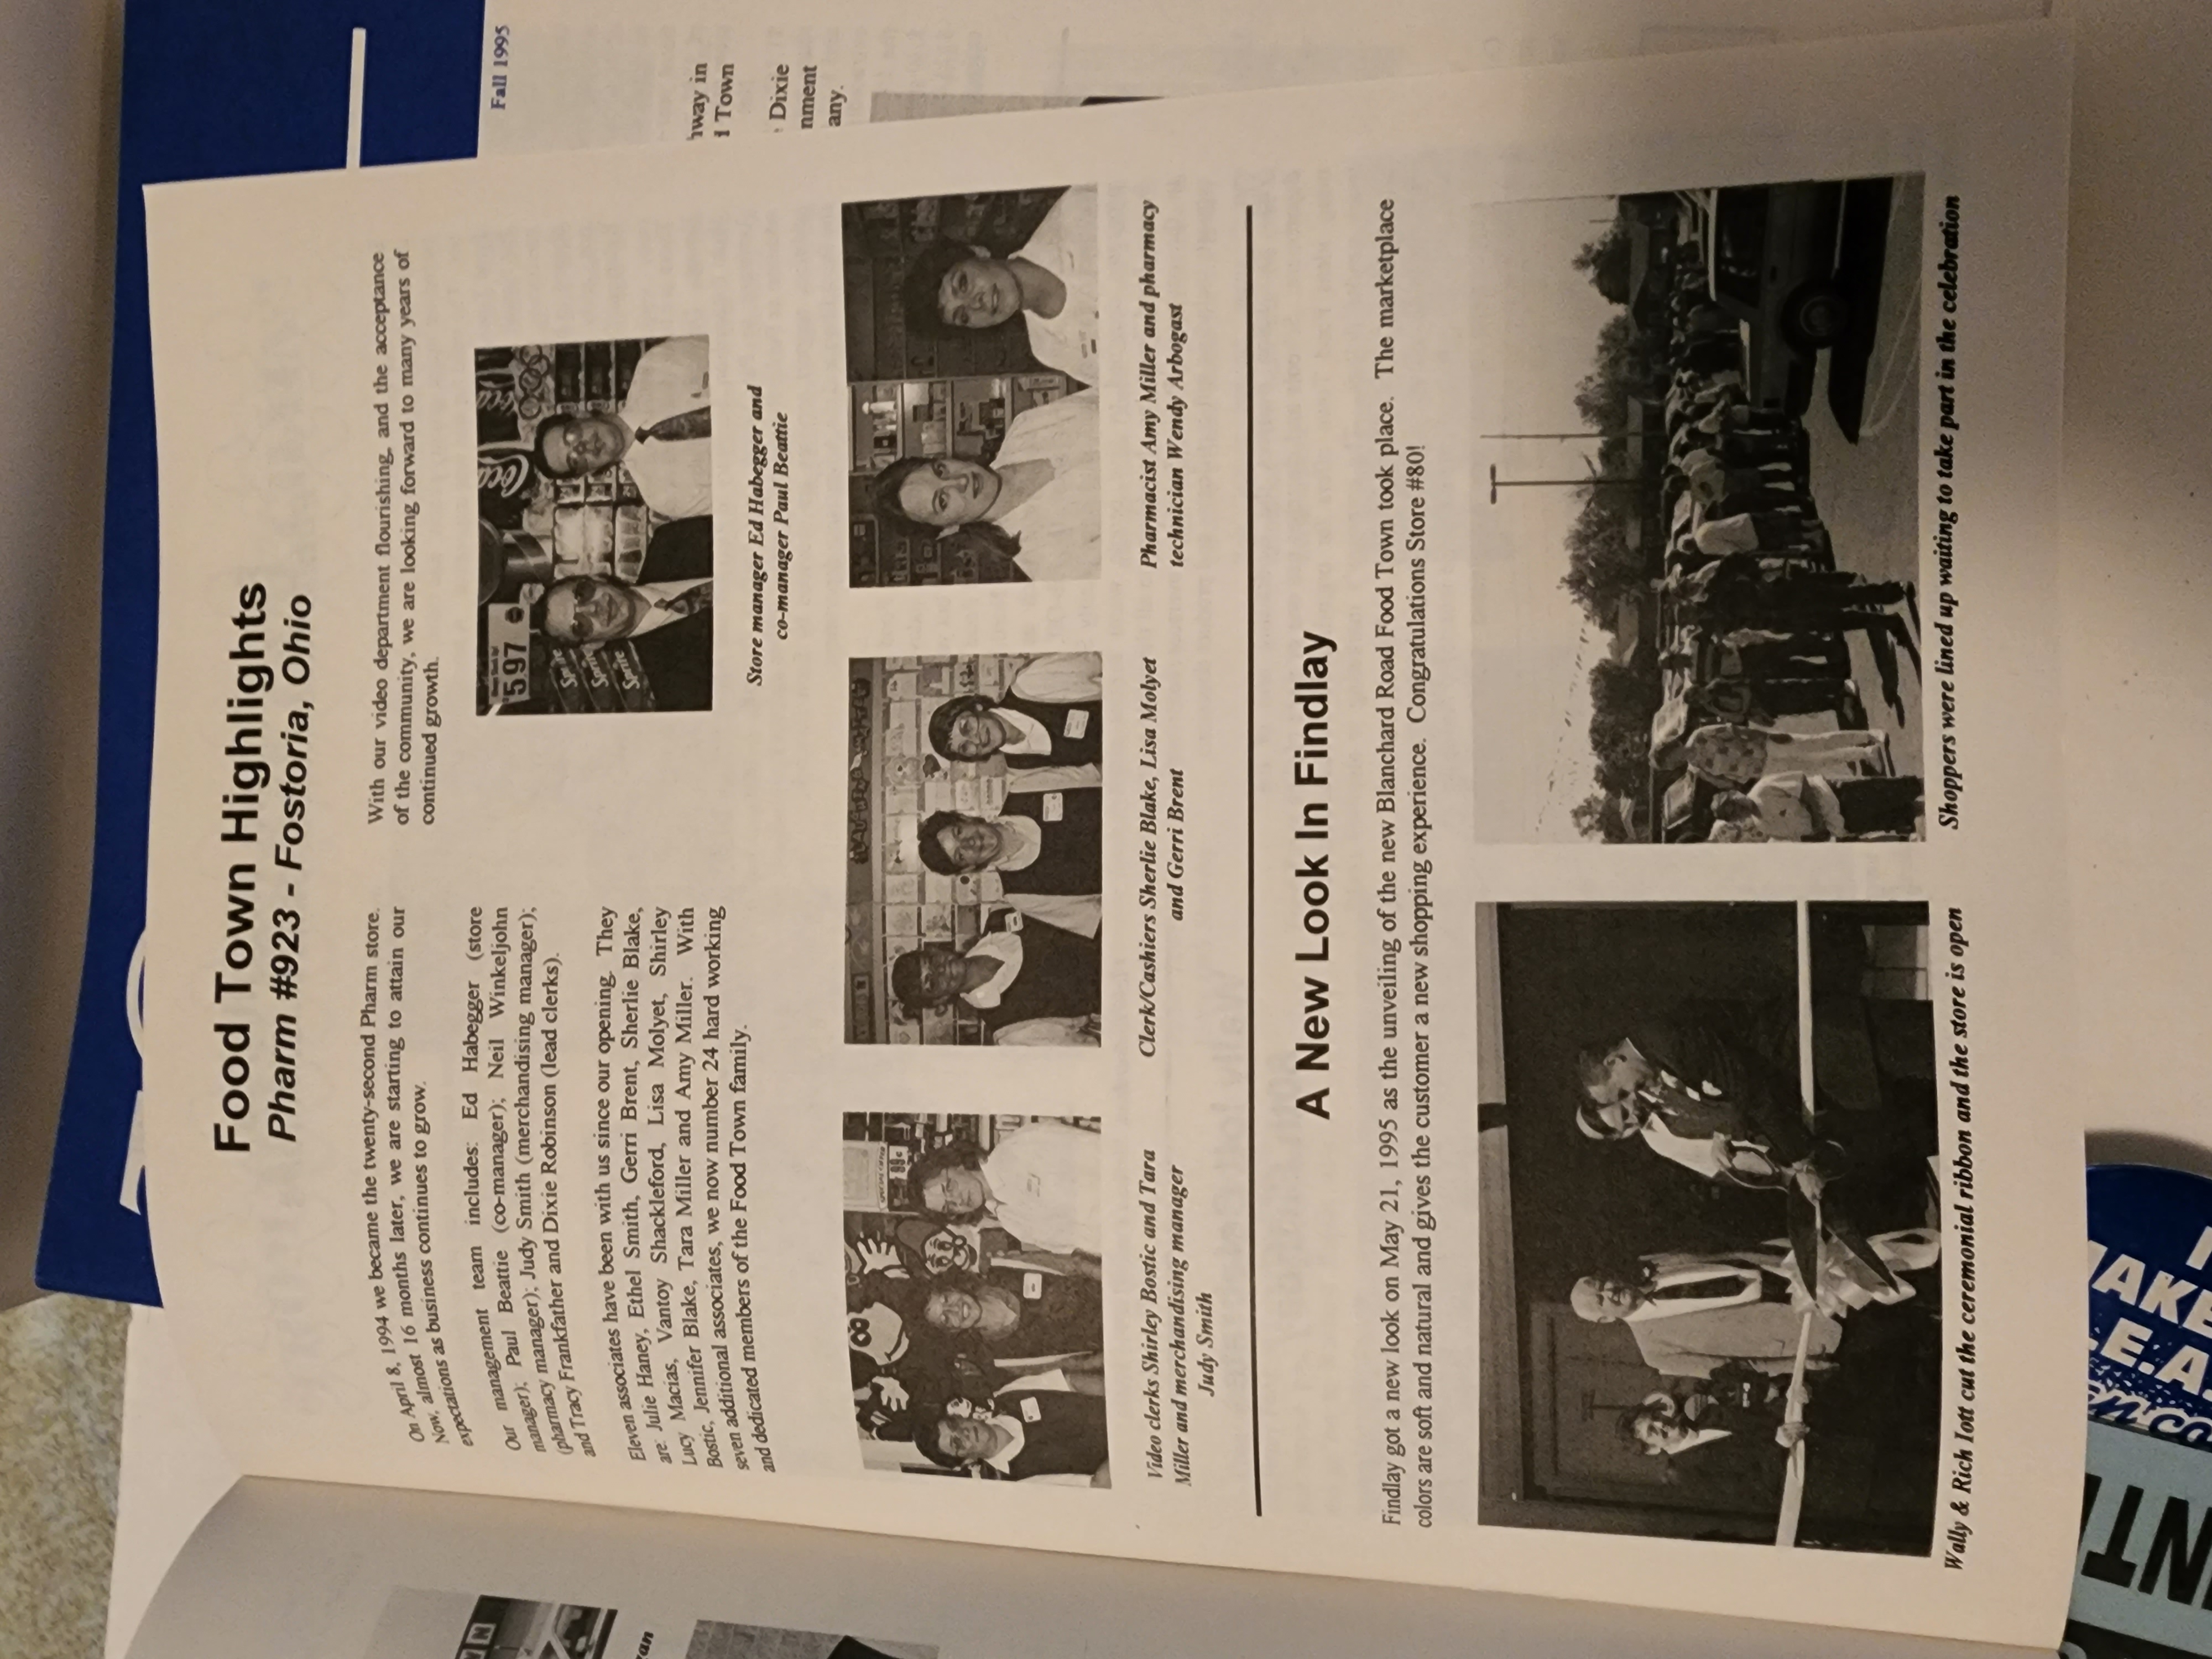 Food Town Highlights
Pharm #923 - Fostoria, Ohio
On April 8, 1994 we became the twenty-second Pharm store.
Now, almost 16 months later, we are starting to attain our
expectations as business continues to grow.
Our management team includes: Ed Habegger (store
manager); Paul Beattie (co-manager); Neil Winkeljohn
(pharmacy manager); Judy Smith (merchandising manager);
and Tracy Frankfather and Dixie Robinson (lead clerks).
Eleven associates have been with us since our opening. They
are: Julie Haney, Ethel Smith, Gerri Brent, Sherlie Blake,
Lucy Macias, Vantoy Shackleford, Lisa Molyet, Shirley
Bostic, Jennifer Blake, Tara Miller and Amy Miller. With
seven additional associates, we now number 24 hard working
and dedicated members of the Food Town family.
With our video department flourishing, and the acceptance
of the community, we are looking forward to many years of
continued growth.
5.97
Sprite
Sprite
Sprite
Store manager Ed Habegger and
co-manager Paul Beattie
Video clerks Shirley Bostic and Tara
Miller and merchandising manager
Judy Smith
Clerk/Cashiers Sherlie Blake, Lisa Molyet
and Gerri Brent
Pharmacist Amy Miller and pharmacy
technician Wendy Arbogast
A New Look In Findlay
Findlay got a new look on May 21, 1995 as the unveiling of the new Blanchard Road Food Town took place. The marketplace
colors are soft and natural and gives the customer a new shopping experience. Congratulations Store #80!
Wally & Rich Iott cut the ceremonial ribbon and the store is open
Shoppers were lined up waiting to take part in the celebration
Fall 1995
hway in
d Town
Dixie
nment
any.